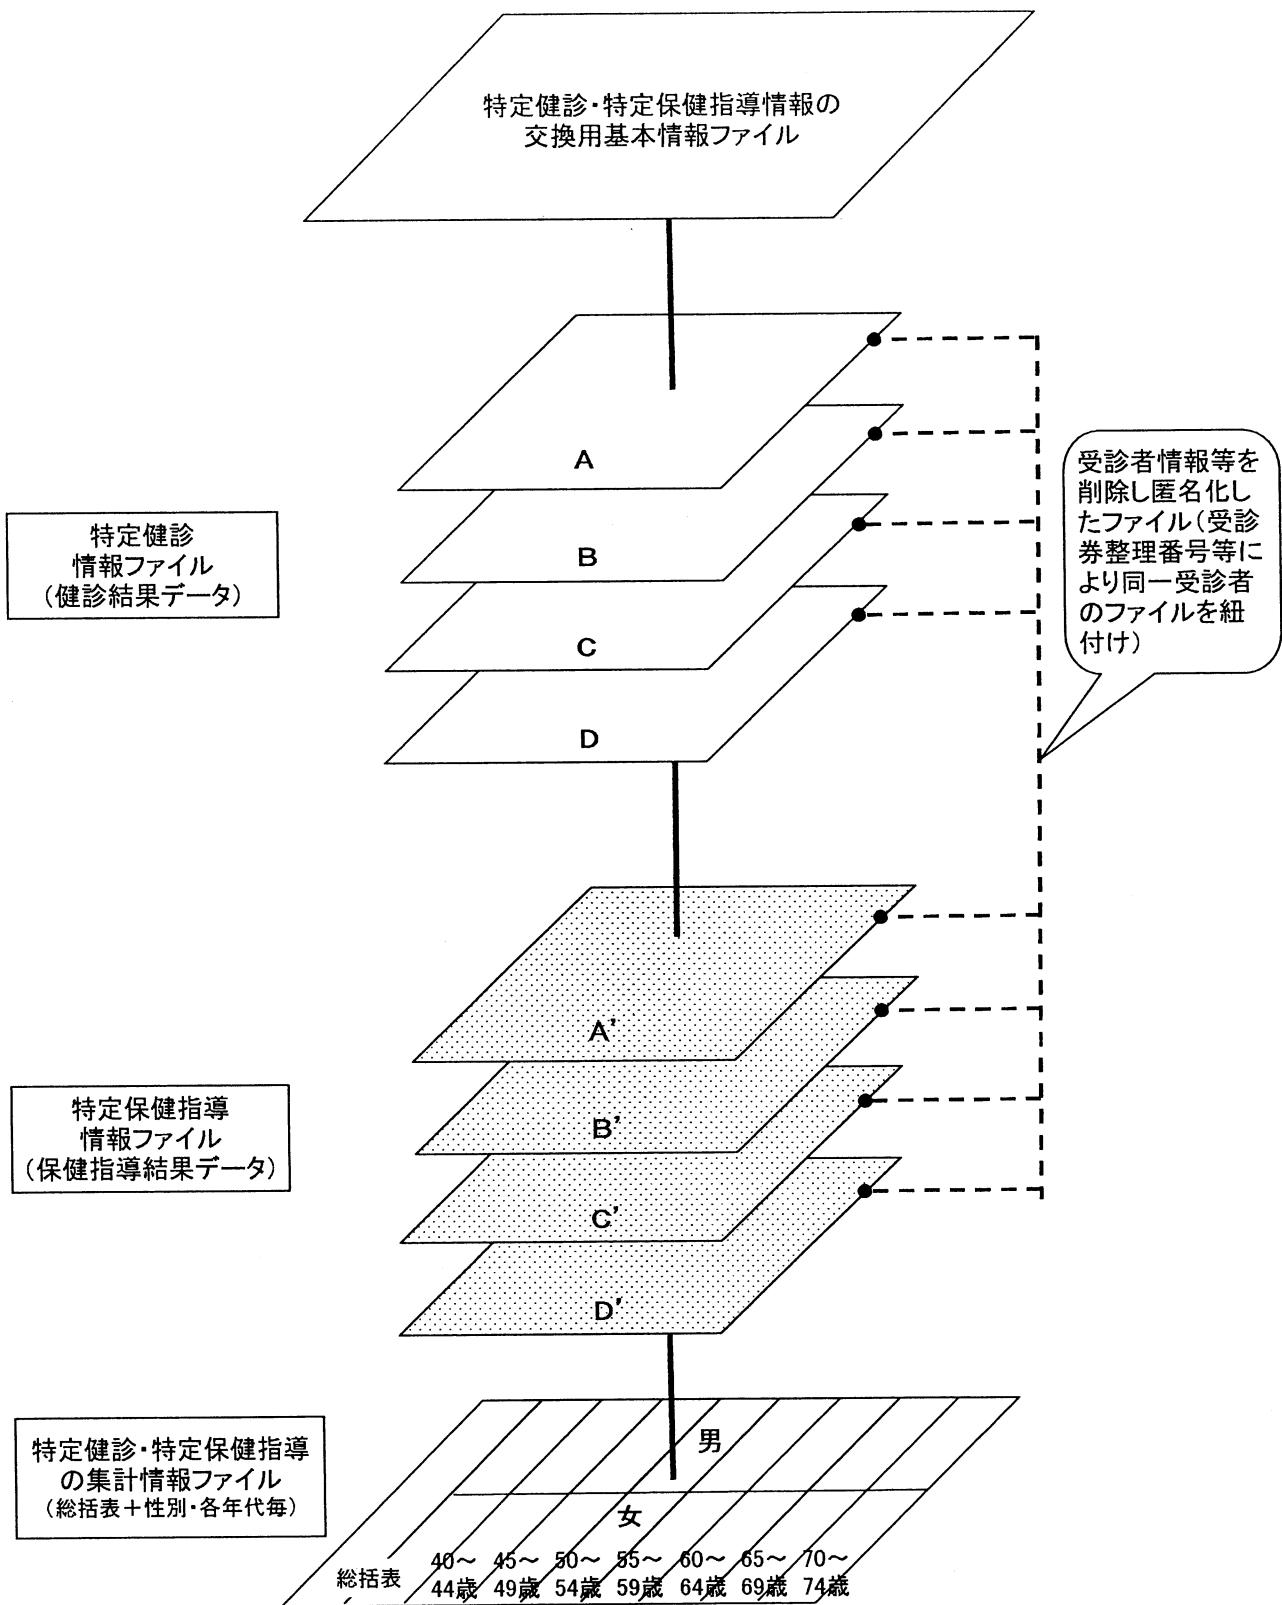 特定健診・特定保健指導情報の
交換用基本情報ファイル
A
B
C
D
特定健診
情報ファイル
（健診結果データ）
受診者情報等を
削除し匿名化し
たファイル（受診
券整理番号等に
より同一受診者
のファイルを紐
付け）
A'
B'
C'
D'
特定保健指導
情報ファイル
（保健指導結果データ）
特定健診・特定保健指導
の集計情報ファイル
（総括表＋性別・各年代毎）
男
女
総括表
40～ 45～ 50～ 55～ 60～ 65～ 70～
44歳 49歳 54歳 59歳 64歳 69歳 74歳